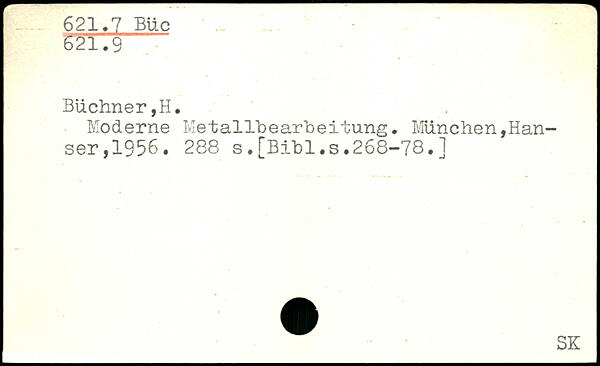 621.7 Büc
621.9
Büchner,H.
Moderne Metallbearbeitung. München,Han-
ser,1956. 288 s.[Bibl.s.268-78.]
SK